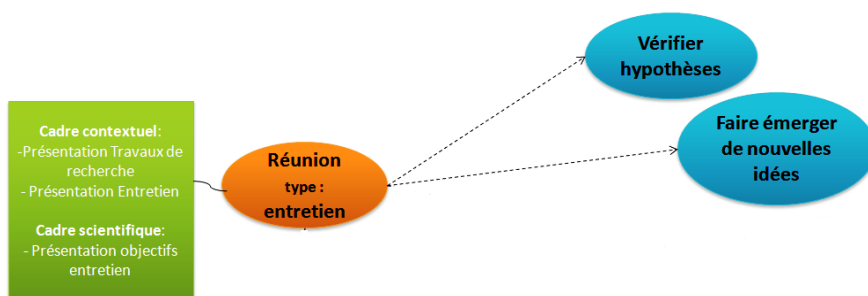 Cadre contextuel:
-Présentation Travaux de
recherche
- Présentation Entretien
Cadre scientifique:
- Présentation objectifs
entretien
Réunion
type :
entretien
Vérifier
hypothèses
Faire émerger
de nouvelles
idées